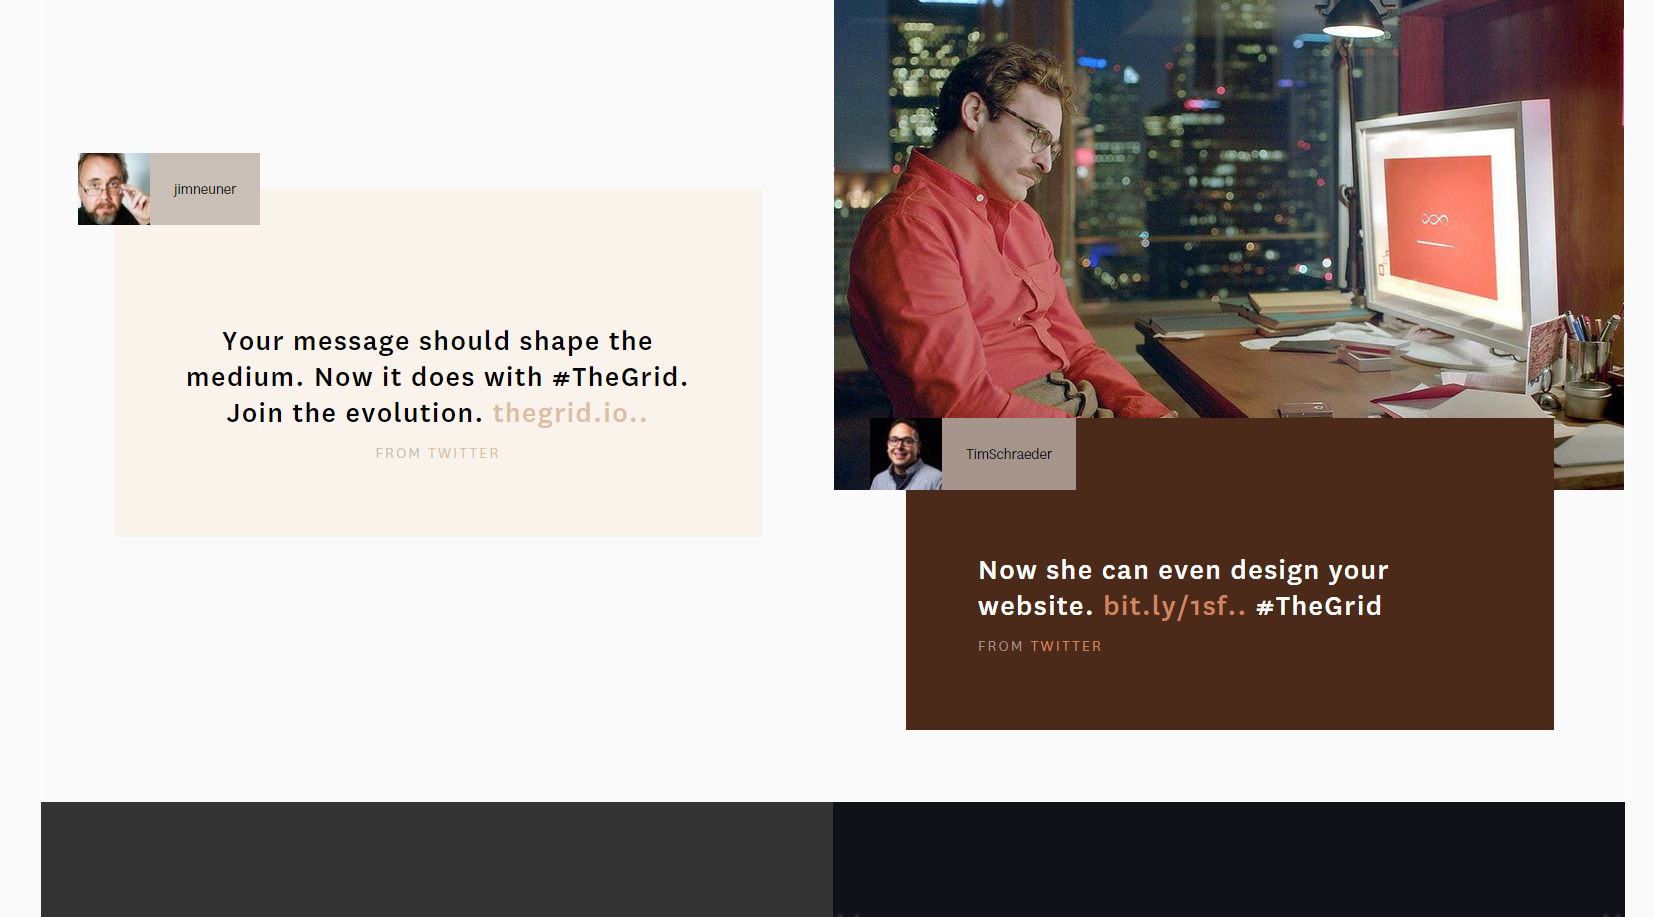 jimneuner
Your message should shape the
medium. Now it does with #TheGrid.
Join the evolution. thegrid.io..
FROM TWITTER
TimSchraeder
Now she can even design your
website. bit.ly/1sf.. #TheGrid
FROM TWITTER